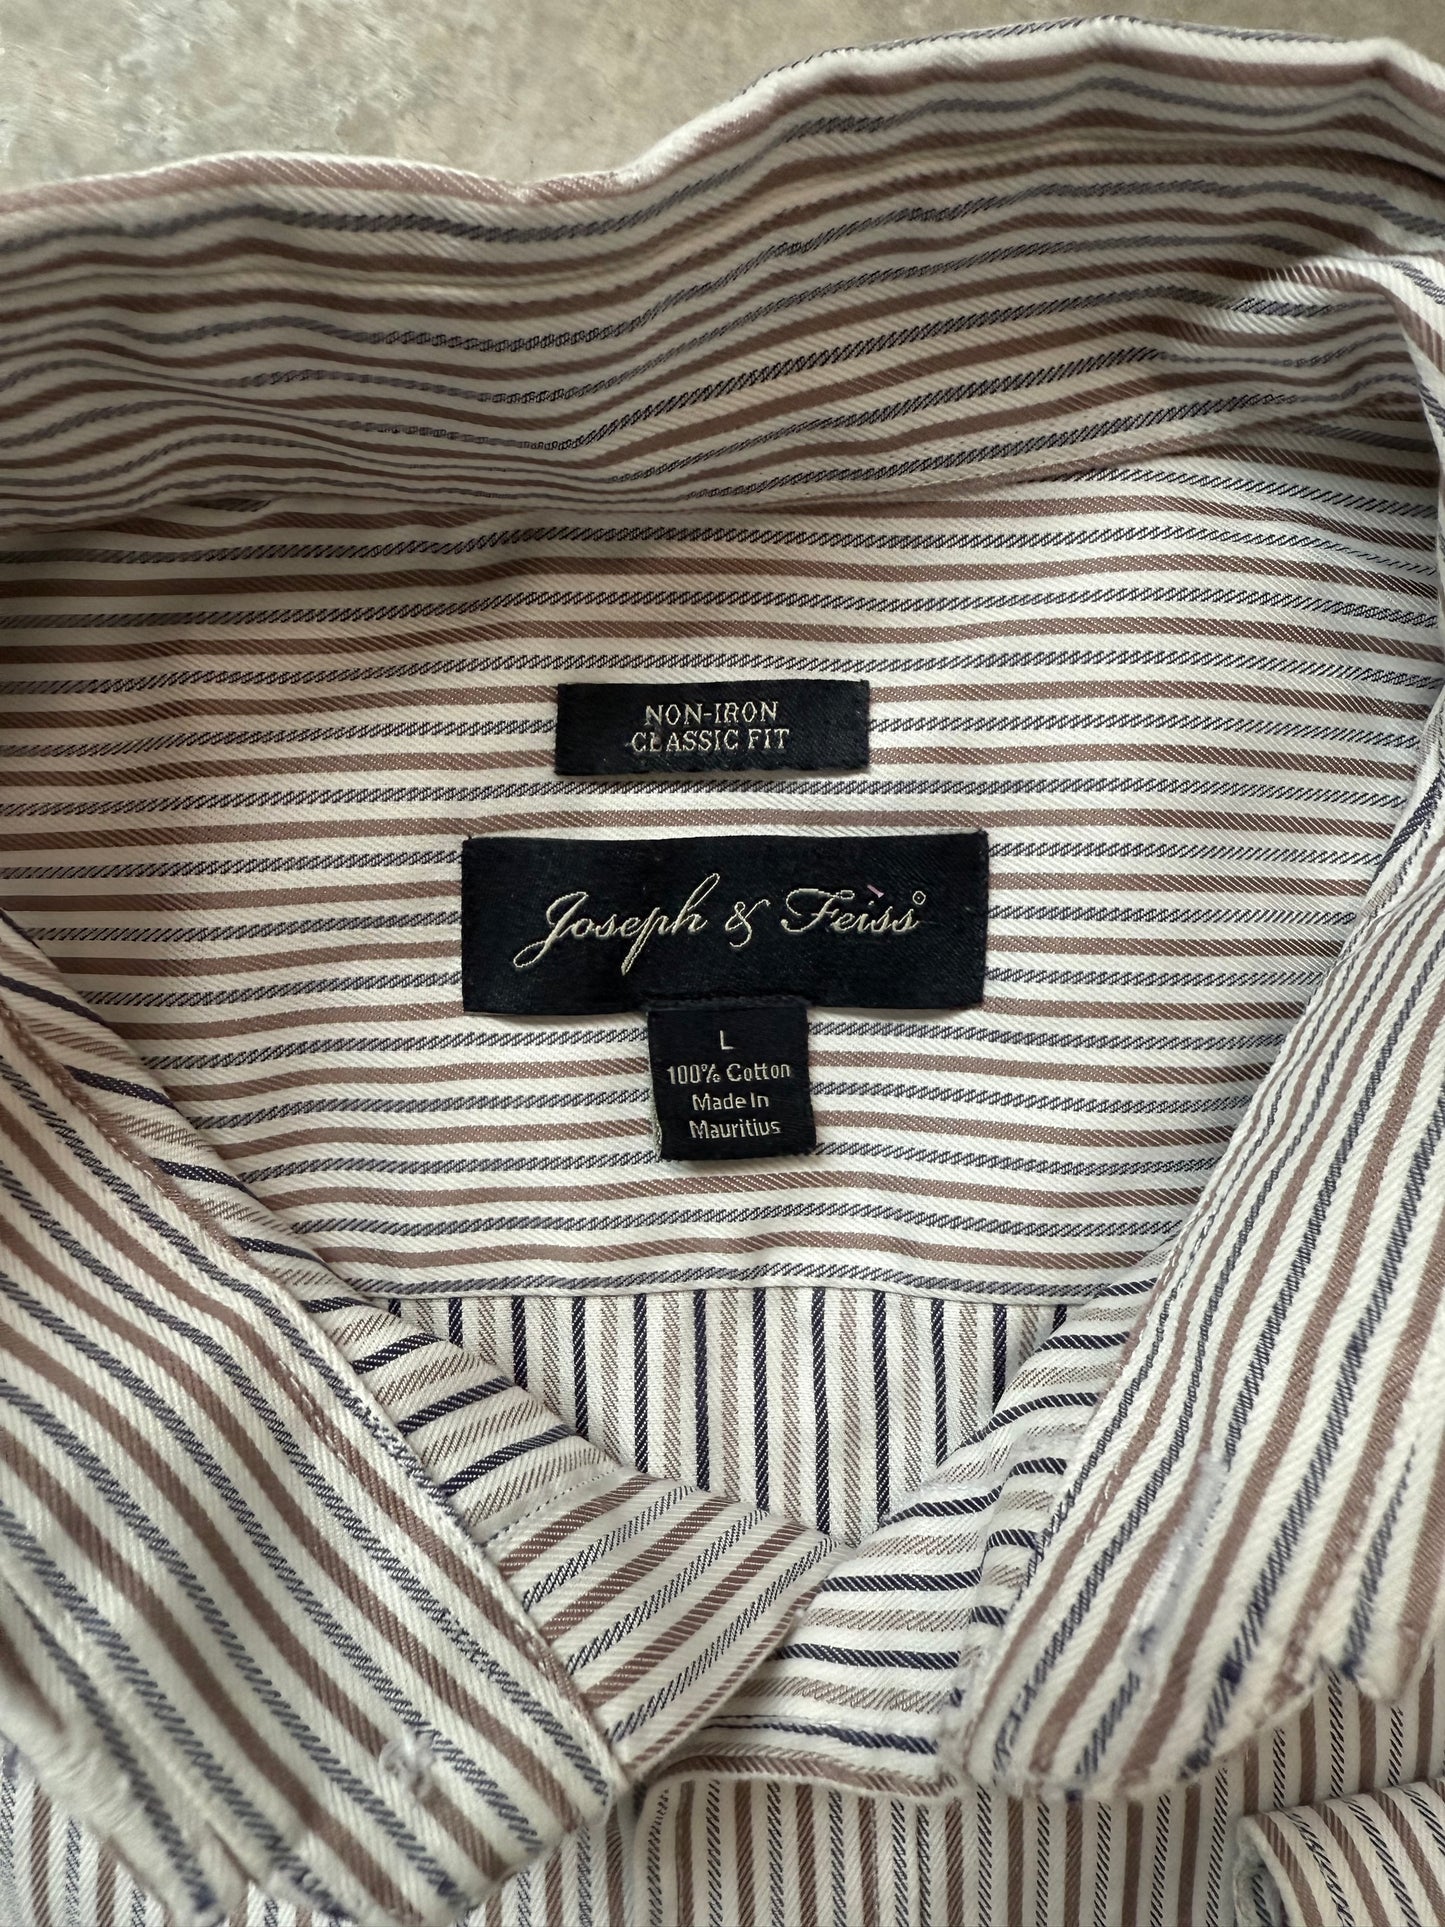 NON-IRON
CLASSIC FIT
Joseph & Feiss®
L
100% Cotton
Made In
Mauritius